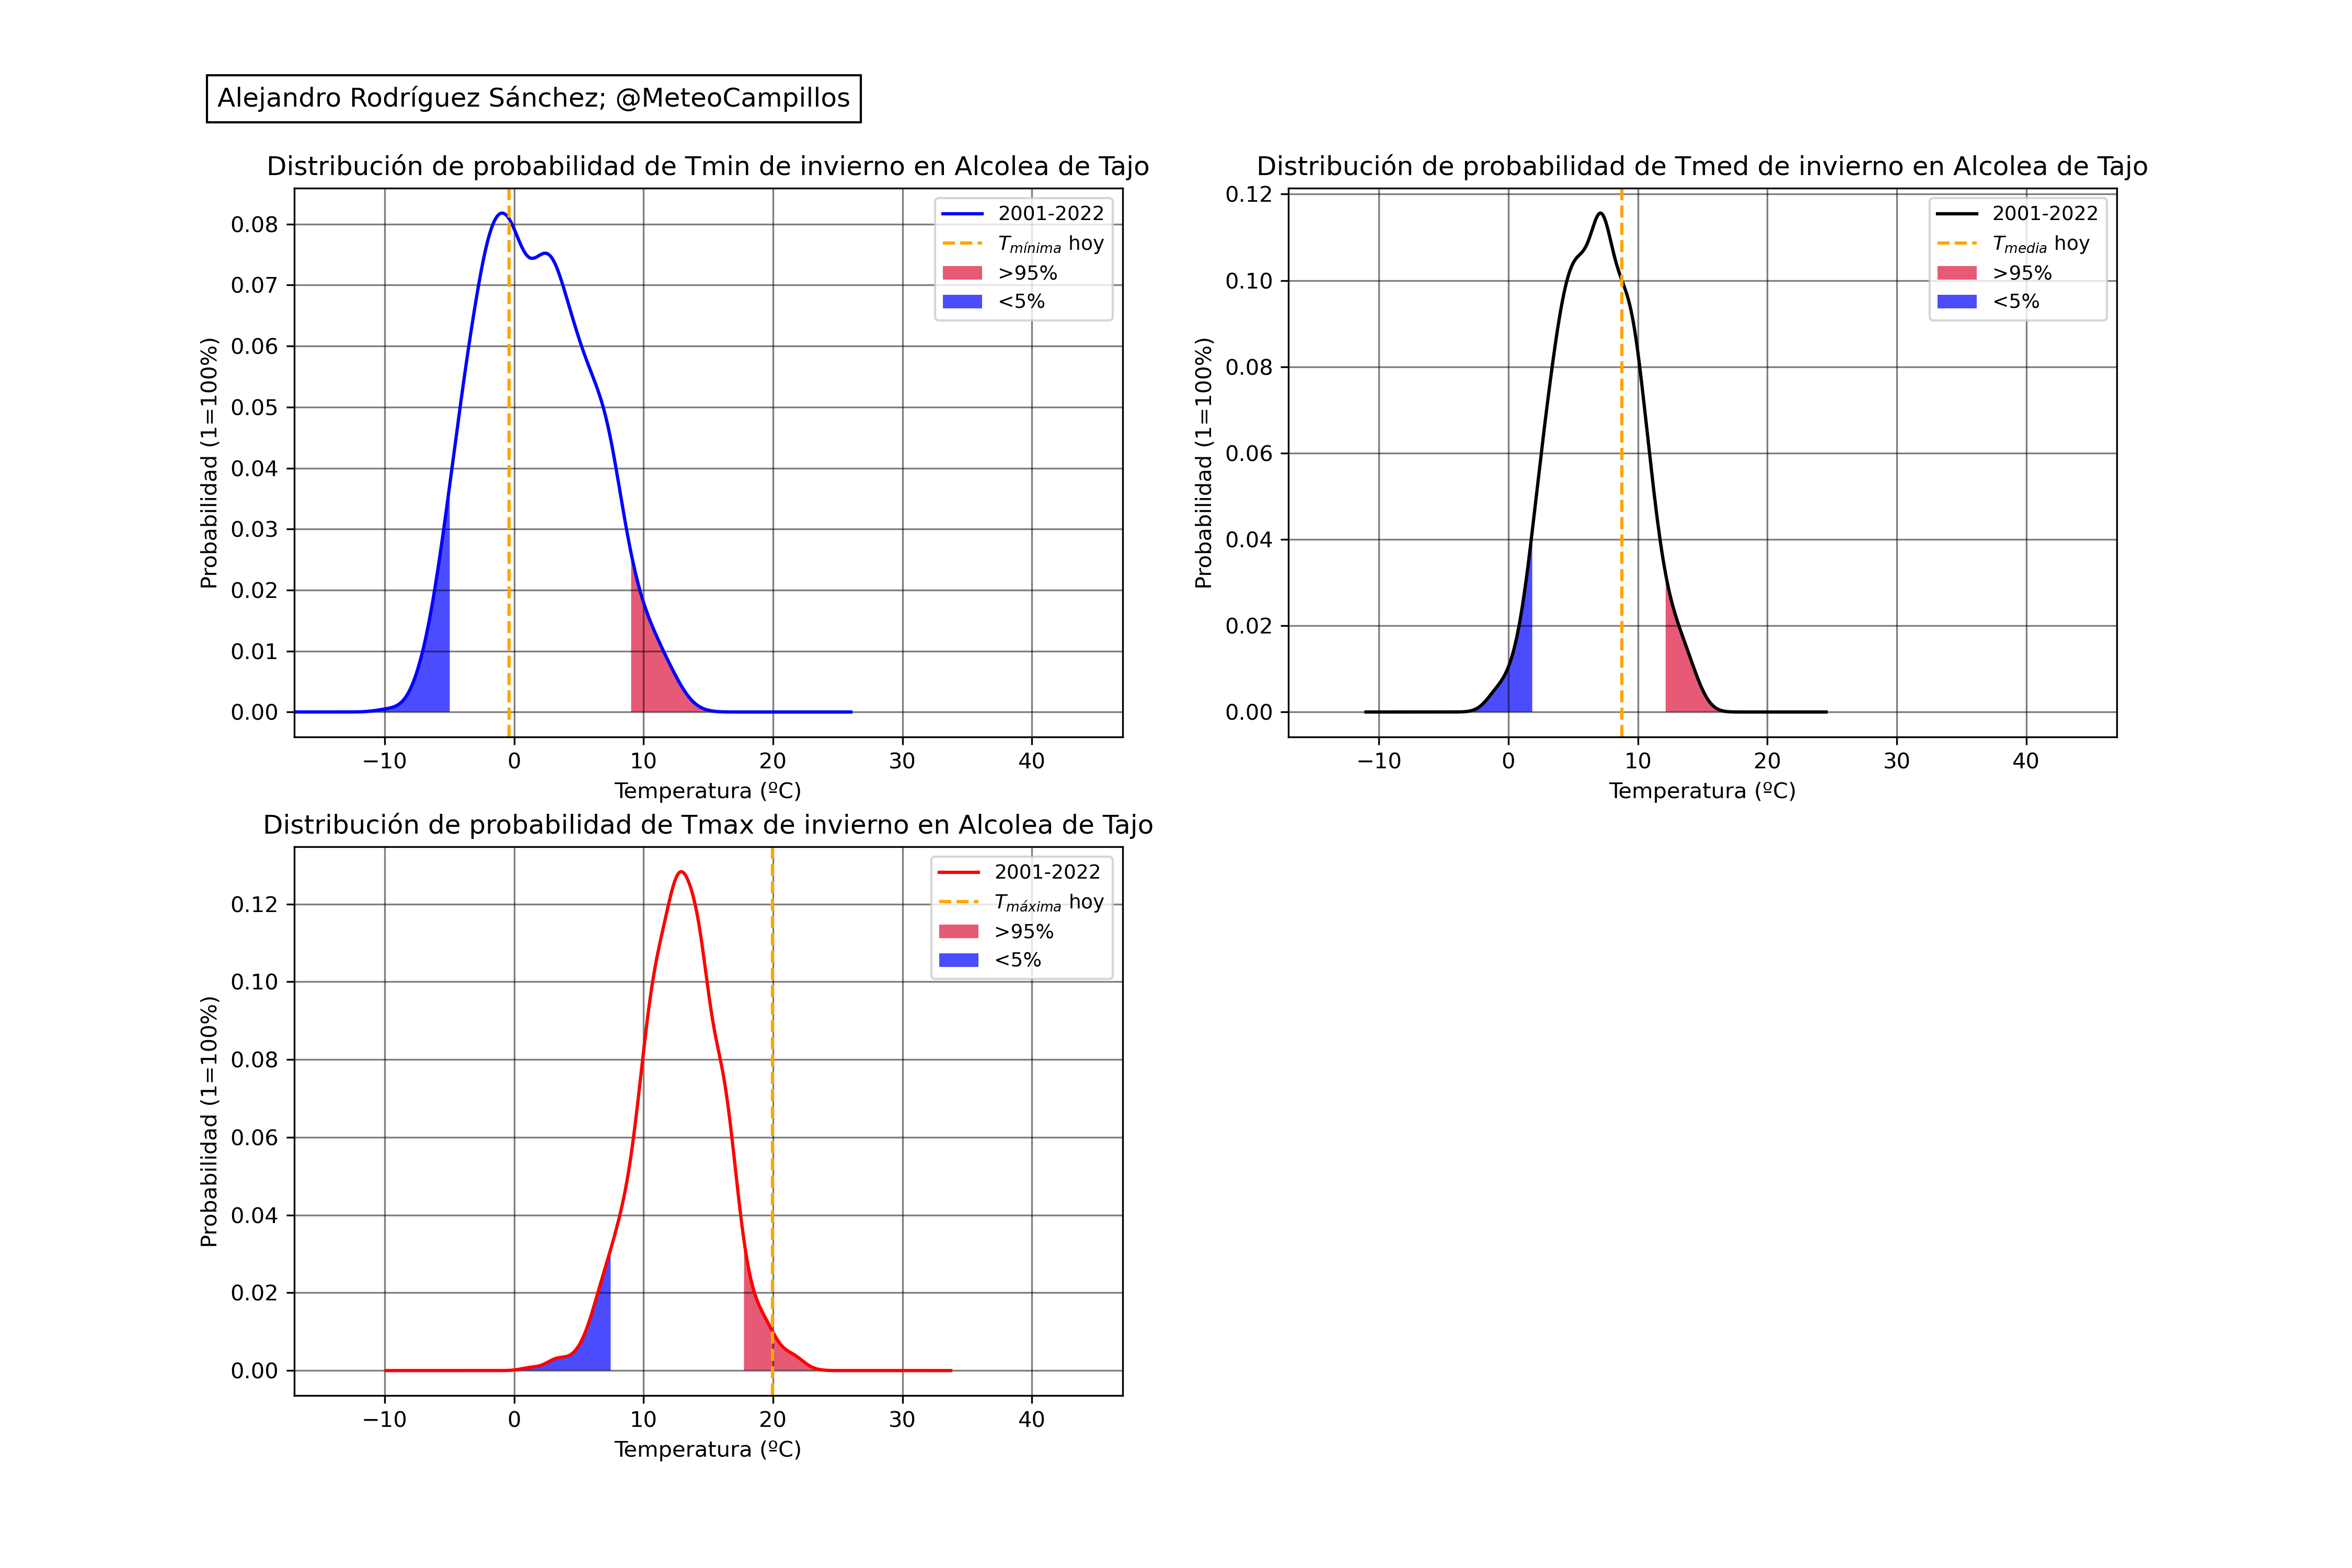 Alejandro Rodríguez Sánchez; @MeteoCampillos
Distribución de probabilidad de Tmin de invierno en Alcolea de Tajo
Probabilidad (1=100%)
0.08
0.07
0.06
0.05
0.04
0.03
0.02
0.01
0.00
2001-2022
Tmínima hoy
>95%
<5%
−10 0 10 20 30 40
Temperatura (ºC)
Distribución de probabilidad de Tmed de invierno en Alcolea de Tajo
Probabilidad (1=100%)
0.12
0.10
0.08
0.06
0.04
0.02
0.00
2001-2022
Tmedia hoy
>95%
<5%
−10 0 10 20 30 40
Temperatura (ºC)
Distribución de probabilidad de Tmax de invierno en Alcolea de Tajo
Probabilidad (1=100%)
0.12
0.10
0.08
0.06
0.04
0.02
0.00
2001-2022
Tmáxima hoy
>95%
<5%
−10 0 10 20 30 40
Temperatura (ºC)